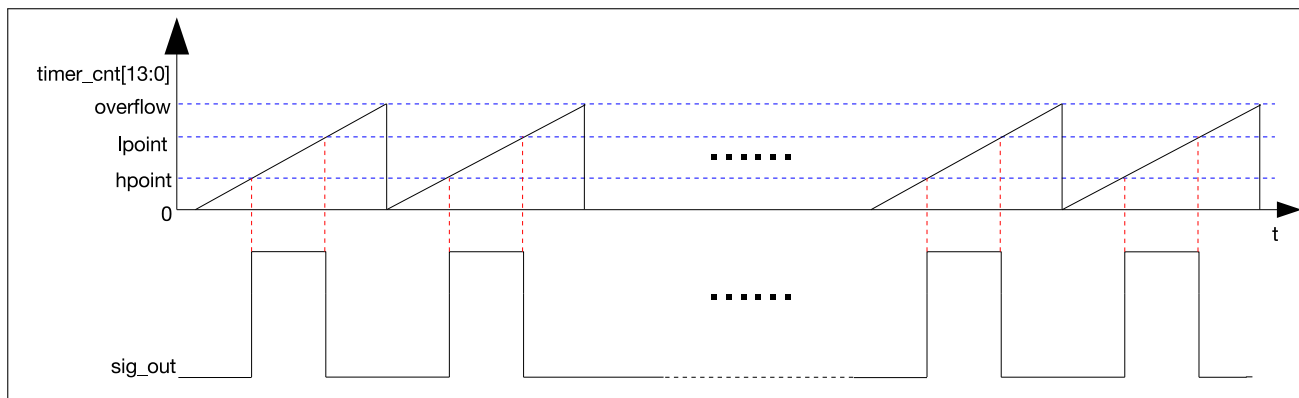 timer_cnt[13:0]
overflow
lpoint
hpoint
0
t
sig_out